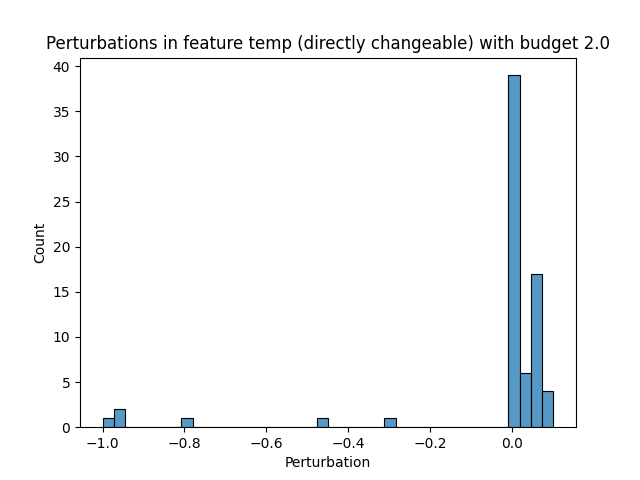 Perturbations in feature temp (directly changeable) with budget 2.0
40
35
30
25
20
15
10
5
0
Count
−1.0 −0.8 −0.6 −0.4 −0.2 0.0
Perturbation